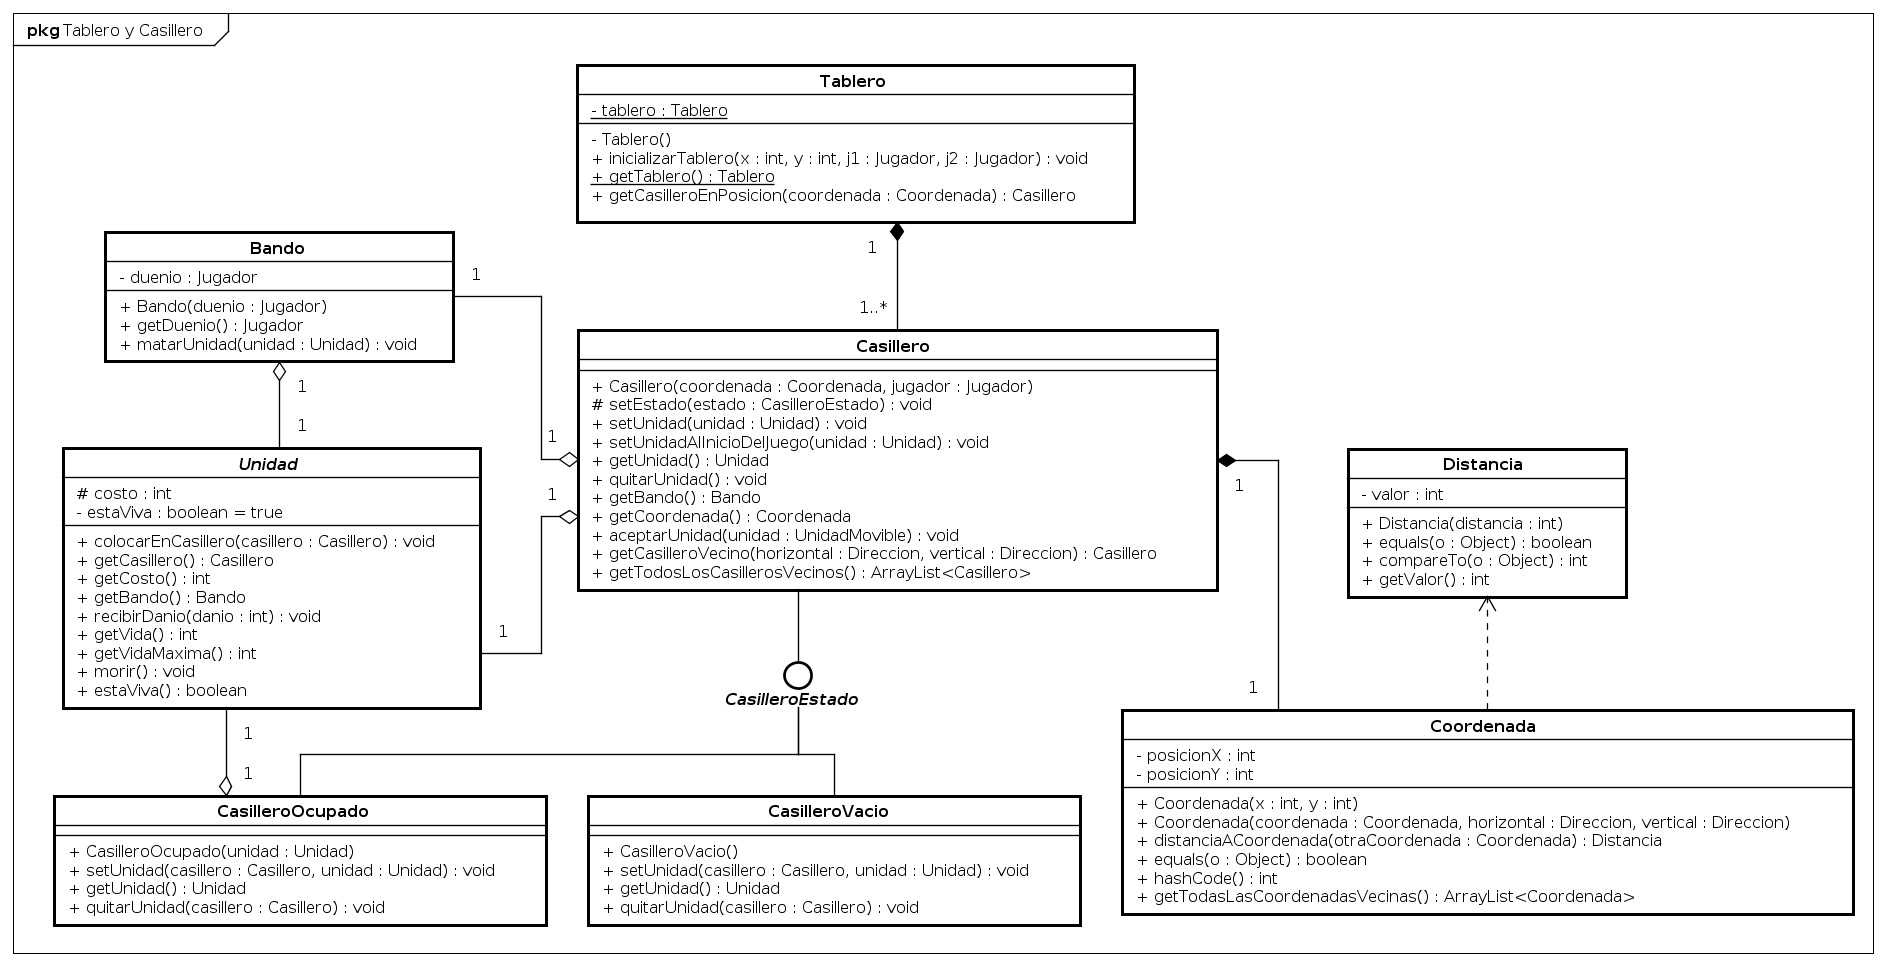 pkg Tablero y Casillero
Tablero
- tablero : Tablero
- Tablero()
+ inicializarTablero(x : int, y : int, j1 : Jugador, j2 : Jugador) : void
+ getTablero() : Tablero
+ getCasilleroEnPosicion(coordenada : Coordenada) : Casillero
1
1..*
Bando
- duenio : Jugador
+ Bando(duenio : Jugador)
+ getDuenio() : Jugador
+ matarUnidad(unidad : Unidad) : void
1
1
1
1
Casillero
+ Casillero(coordenada : Coordenada, jugador : Jugador)
# setEstado(estado : CasilleroEstado) : void
+ setUnidad(unidad : Unidad) : void
+ setUnidadAlInicioDelJuego(unidad : Unidad) : void
+ getUnidad() : Unidad
+ quitarUnidad() : void
+ getBando() : Bando
+ getCoordenada() : Coordenada
+ aceptarUnidad(unidad : UnidadMovible) : void
+ getCasilleroVecino(horizontal : Direccion, vertical : Direccion) : Casillero
+ getTodosLosCasillerosVecinos() : ArrayList<Casillero>
Unidad
# costo : int
- estaViva : boolean = true
+ colocarEnCasillero(casillero : Casillero) : void
+ getCasillero() : Casillero
+ getCosto() : int
+ getBando() : Bando
+ recibirDanio(danio : int) : void
+ getVida() : int
+ getVidaMaxima() : int
+ morir() : void
+ estaViva() : boolean
1
1
1
1
Distancia
- valor : int
+ Distancia(distancia : int)
+ equals(o : Object) : boolean
+ compareTo(o : Object) : int
+ getValor() : int
1
1
CasilleroEstado
CasilleroOcupado
+ CasilleroOcupado(unidad : Unidad)
+ setUnidad(casillero : Casillero, unidad : Unidad) : void
+ getUnidad() : Unidad
+ quitarUnidad(casillero : Casillero) : void
CasilleroVacio
+ CasilleroVacio()
+ setUnidad(casillero : Casillero, unidad : Unidad) : void
+ getUnidad() : Unidad
+ quitarUnidad(casillero : Casillero) : void
Coordenada
- posicionX : int
- posicionY : int
+ Coordenada(x : int, y : int)
+ Coordenada(coordenada : Coordenada, horizontal : Direccion, vertical : Direccion)
+ distanciaACoordenada(otraCoordenada : Coordenada) : Distancia
+ equals(o : Object) : boolean
+ hashCode() : int
+ getTodasLasCoordenadasVecinas() : ArrayList<Coordenada>